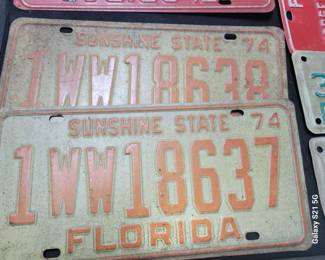 SUNSHINE STATE 74
1WW18638
SUNSHINE STATE 74
1WW18637
FLORIDA
Galaxy S21 5G